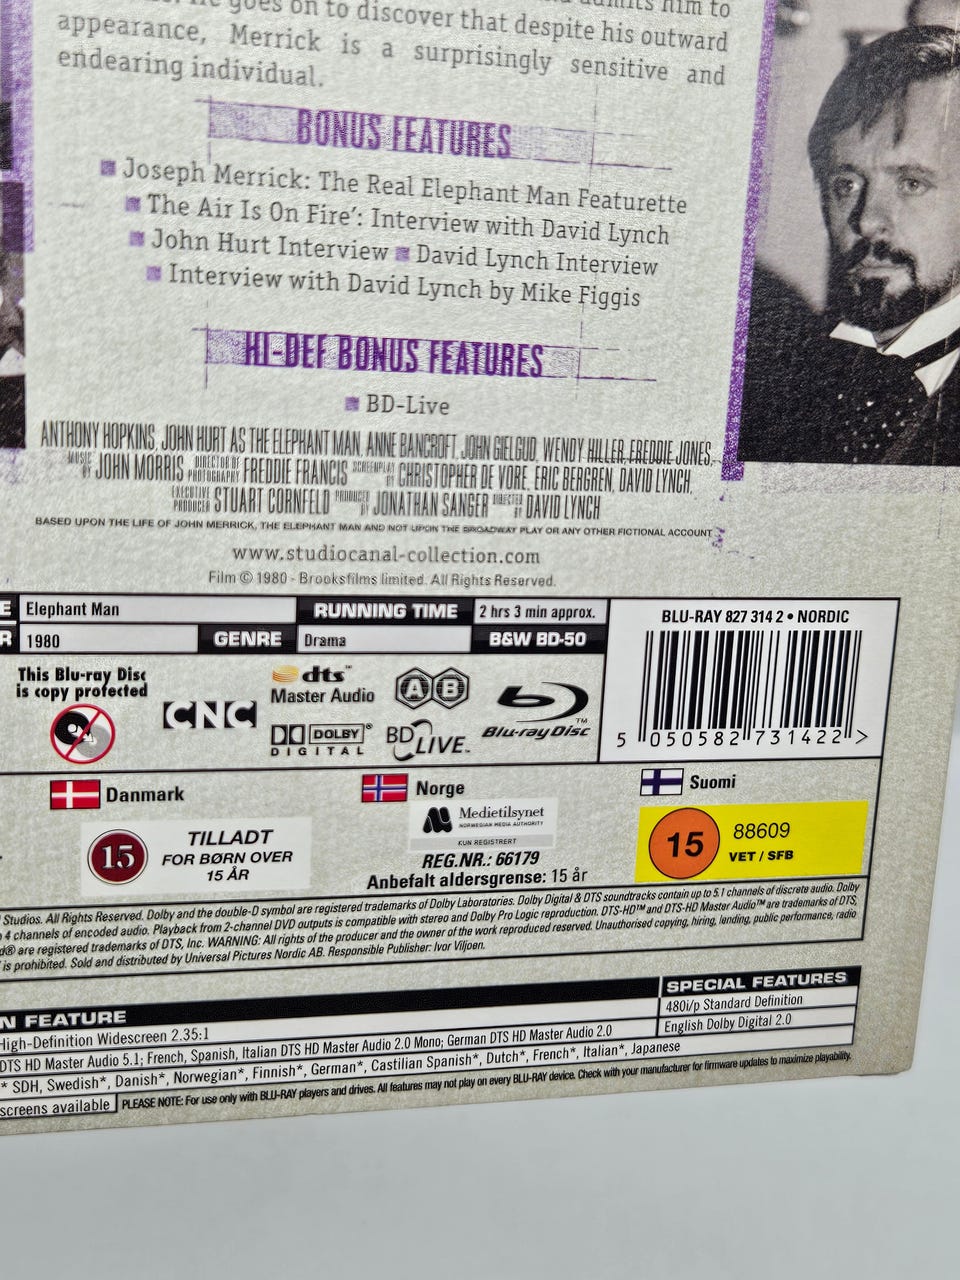 goes on to discover that despite his outward
appearance, Merrick is a surprisingly sensitive and
endearing individual.
BONUS FEATURES
Joseph Merrick: The Real Elephant Man Featurette
The Air Is On Fire’: Interview with David Lynch
John Hurt Interview ■ David Lynch Interview
Interview with David Lynch by Mike Figgis
HI-DEF BONUS FEATURES
BD-Live
ANTHONY HOPKINS, JOHN HURT AS THE ELEPHANT MAN, ANNE BANCROFT, JOHN GIELGUD, WENDY HILLER, FREDDIE JONES,
MUSIC BY JOHN MORRIS DIRECTOR OF PHOTOGRAPHY FREDDIE FRANCIS SCREENPLAY BY CHRISTOPHER DE VORE, ERIC BERGREN, DAVID LYNCH,
EXECUTIVE PRODUCER STUART CORNFELD PRODUCED BY JONATHAN SANGER DIRECTED BY DAVID LYNCH
BASED UPON THE LIFE OF JOHN MERRICK, THE ELEPHANT MAN AND NOT UPON THE BROADWAY PLAY OR ANY OTHER FICTIONAL ACCOUNT
www.studiocanal-collection.com
Film © 1980 - Brooksfilms limited. All Rights Reserved.
E Elephant Man RUNNING TIME 2 hrs 3 min approx.
R 1980 GENRE Drama B&W BD-50
BLU-RAY 827 314 2 • NORDIC
5 050582 731422 >
This Blu-ray Disc
is copy protected
CNC
dts™
Master Audio
DOLBY®
DIGITAL
A B
BD LIVE™
Blu-ray Disc™
Danmark
15
TILLADT
FOR BØRN OVER
15 ÅR
Norge
Medietilsynet
NORWEGIAN MEDIA AUTHORITY
KUN REGISTRERT
REG.NR.: 66179
Anbefalt aldersgrense: 15 år
Suomi
15
88609
VET / SFB
Studios. All Rights Reserved. Dolby and the double-D symbol are registered trademarks of Dolby Laboratories. Dolby Digital & DTS soundtracks contain up to 5.1 channels of discrete audio. Dolby
4 channels of encoded audio. Playback from 2-channel DVD outputs is compatible with stereo and Dolby Pro Logic reproduction. DTS-HD™ and DTS-HD Master Audio™ are trademarks of DTS,
d® are registered trademarks of DTS, Inc. WARNING: All rights of the producer and the owner of the work reproduced reserved. Unauthorised copying, hiring, lending, public performance, radio
is prohibited. Sold and distributed by Universal Pictures Nordic AB. Responsible Publisher: Ivor Viljoen.
N FEATURE
High-Definition Widescreen 2.35:1
DTS HD Master Audio 5.1; French, Spanish, Italian DTS HD Master Audio 2.0 Mono; German DTS HD Master Audio 2.0
* SDH, Swedish*, Danish*, Norwegian*, Finnish*, German*, Castilian Spanish*, Dutch*, French*, Italian*, Japanese
SPECIAL FEATURES
480i/p Standard Definition
English Dolby Digital 2.0
screens available PLEASE NOTE: For use only with BLU-RAY players and drives. All features may not play on every BLU-RAY device. Check with your manufacturer for firmware updates to maximize playability.